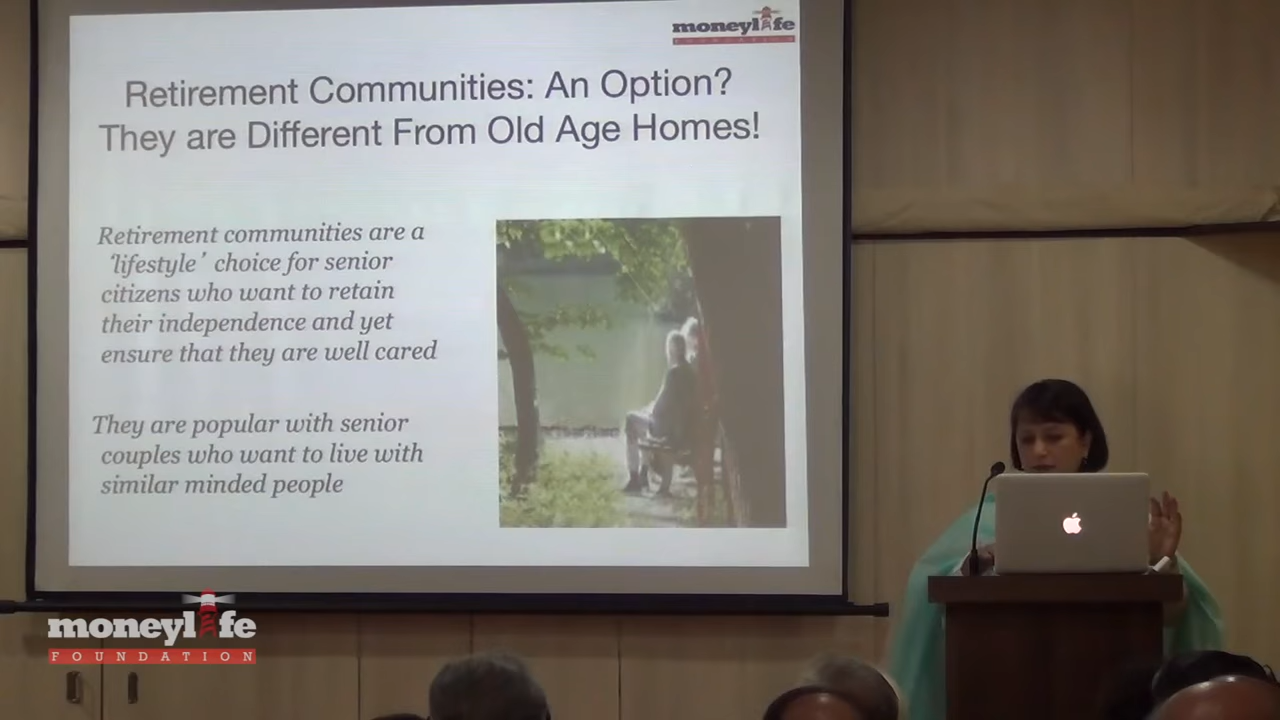 moneylife
FOUNDATION
Retirement Communities: An Option?
They are Different From Old Age Homes!
Retirement communities are a
'lifestyle' choice for senior
citizens who want to retain
their independence and yet
ensure that they are well cared
They are popular with senior
couples who want to live with
similar minded people
moneylife
FOUNDATION